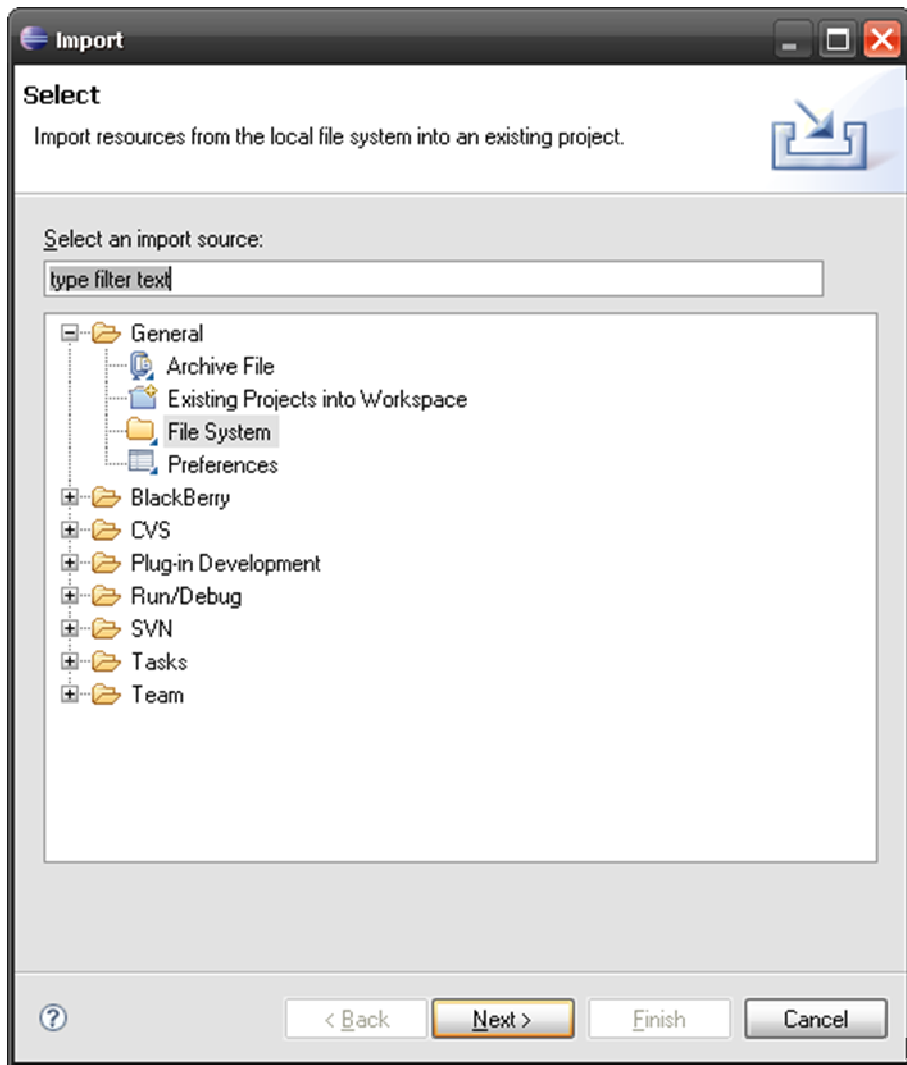 Import
Select
Import resources from the local file system into an existing project.
Select an import source:
type filter text
General
Archive File
Existing Projects into Workspace
File System
Preferences
BlackBerry
CVS
Plug-in Development
Run/Debug
SVN
Tasks
Team
? < Back Next > Finish Cancel